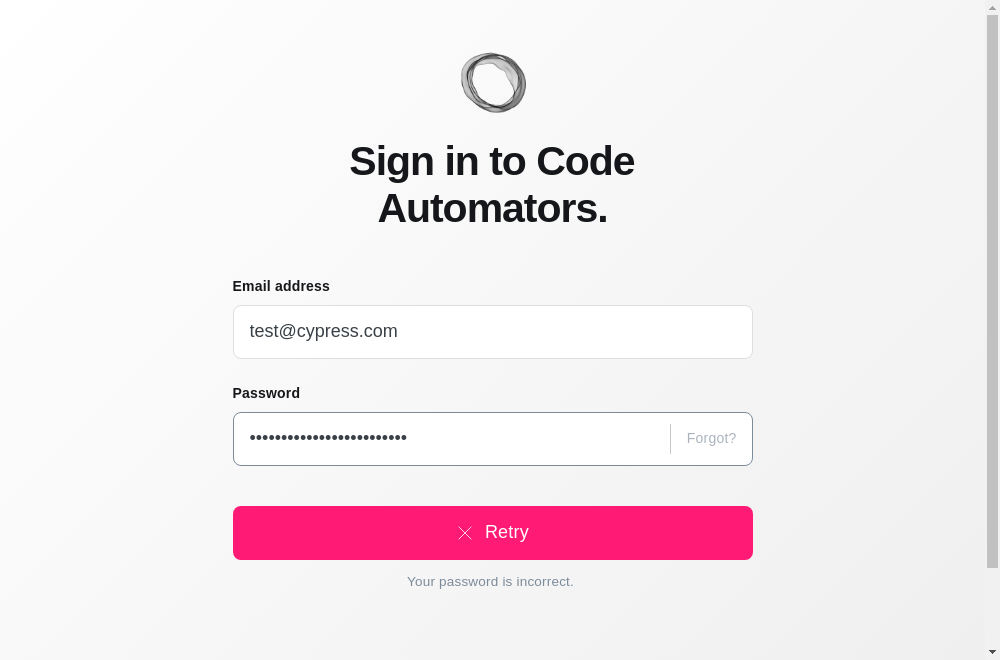 Sign in to Code
Automators.
Email address
test@cypress.com
Password
•••••••••••••••••••••••••
Forgot?
Retry
Your password is incorrect.